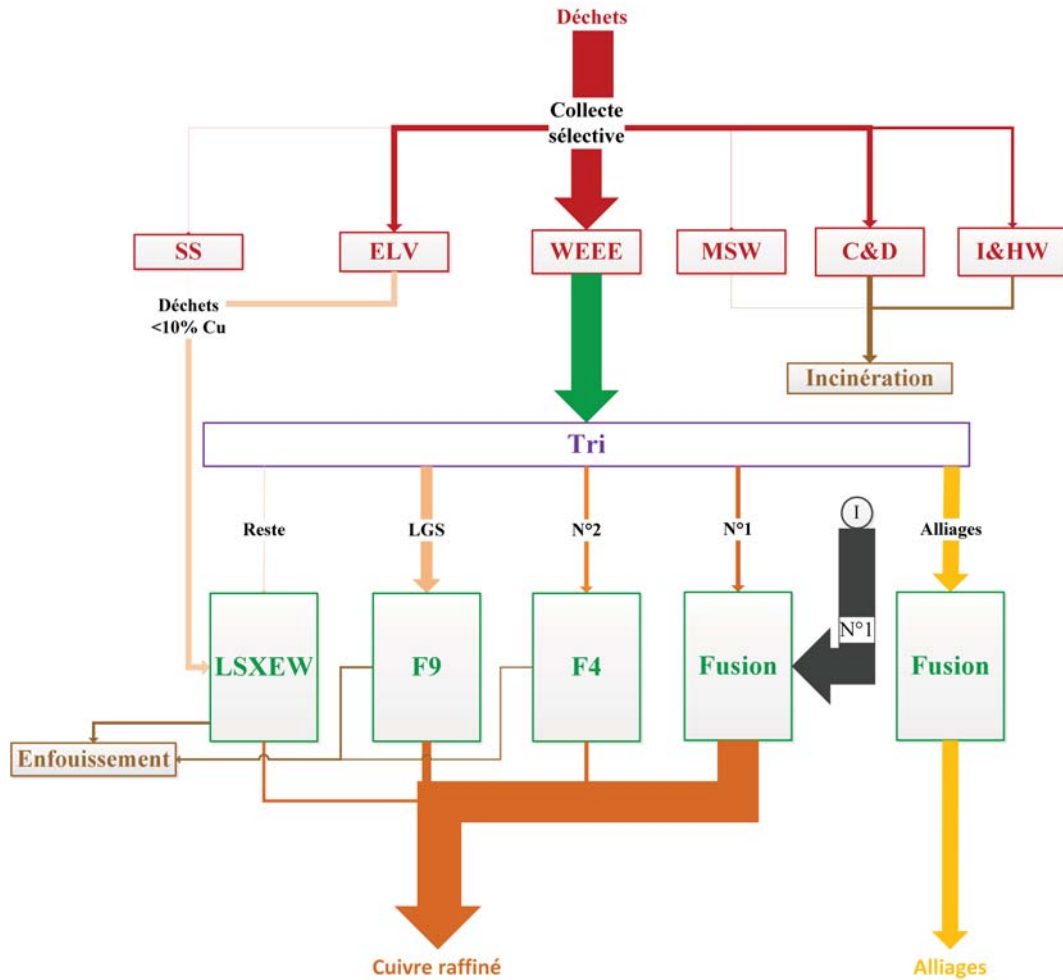 Déchets
Collecte
sélective
SS
ELV
WEEE
MSW
C&D
I&HW
Déchets
<10% Cu
Incinération
Tri
Reste
LGS
N°2
N°1
I
Alliages
N°1
LSXEW
F9
F4
Fusion
Fusion
Enfouissement
Cuivre raffiné
Alliages